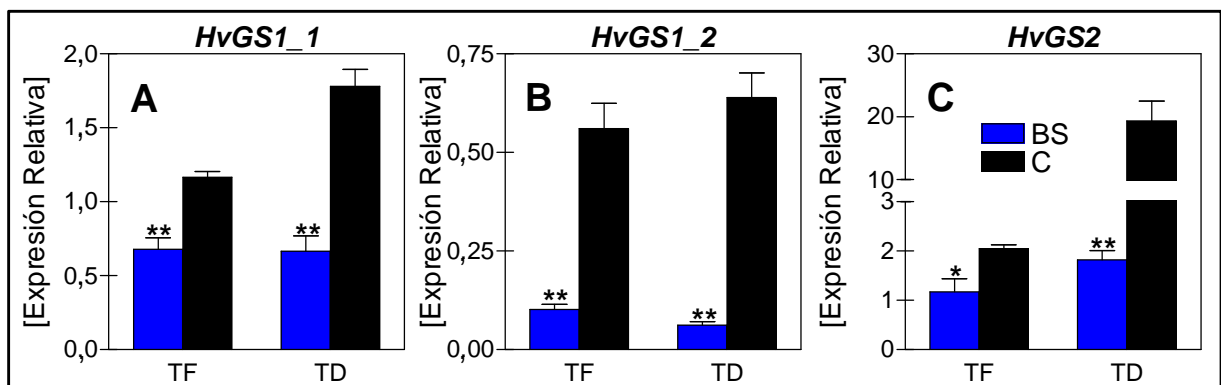 HvGS1_1
[Expresión Relativa]
2,0
1,5
1,0
0,5
0,0
A
**
**
TF
TD
HvGS1_2
[Expresión Relativa]
0,75
0,50
0,25
0,00
B
**
**
TF
TD
HvGS2
[Expresión Relativa]
30
20
10
3
2
1
0
C
BS
C
*
**
TF
TD